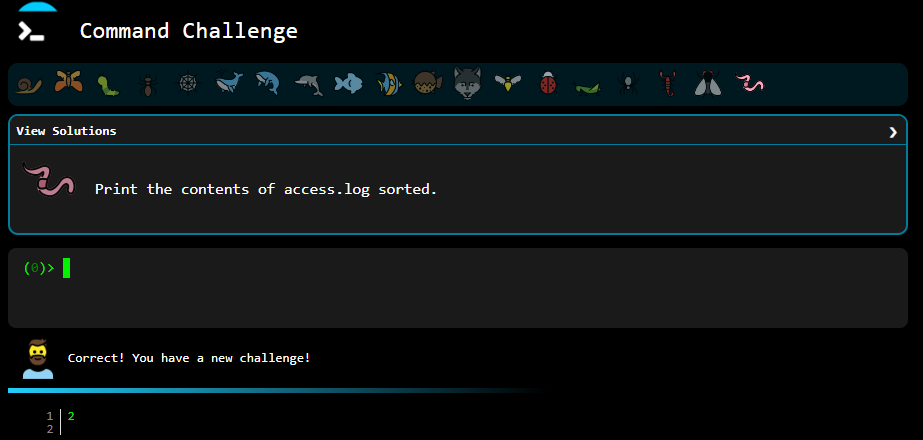 Command Challenge
View Solutions
Print the contents of access.log sorted.
(0)>
Correct! You have a new challenge!
1 2
2